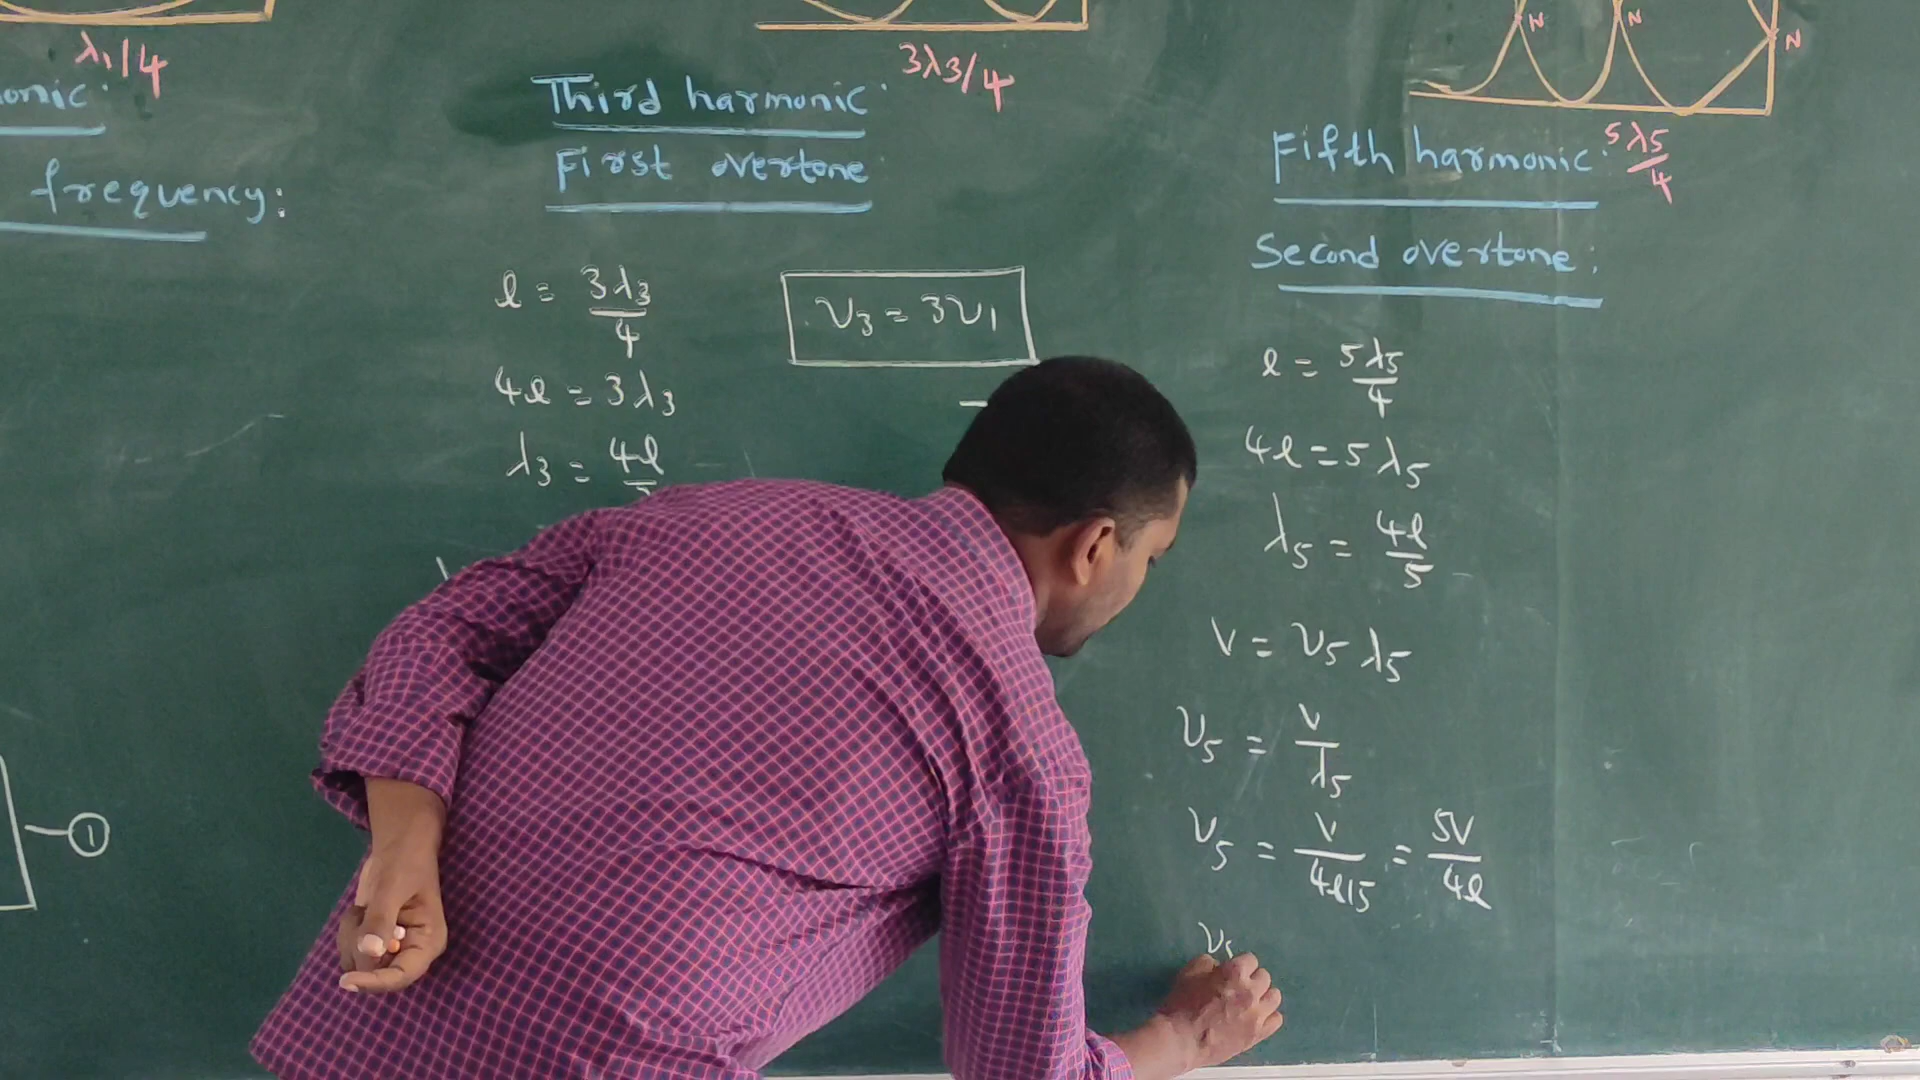 λ1/4
onic:
frequency:
①
3λ3/4
Third harmonic:
First overtone
l = 3λ3/4
ν3 = 3ν1
4l = 3λ3
λ3 = 4l
N N N
5λ5/4
Fifth harmonic:
Second overtone:
l = 5λ5/4
4l = 5λ5
λ5 = 4l/5
V = ν5 λ5
ν5 = V/λ5
ν5 = V/4l/5 = 5V/4l
ν5